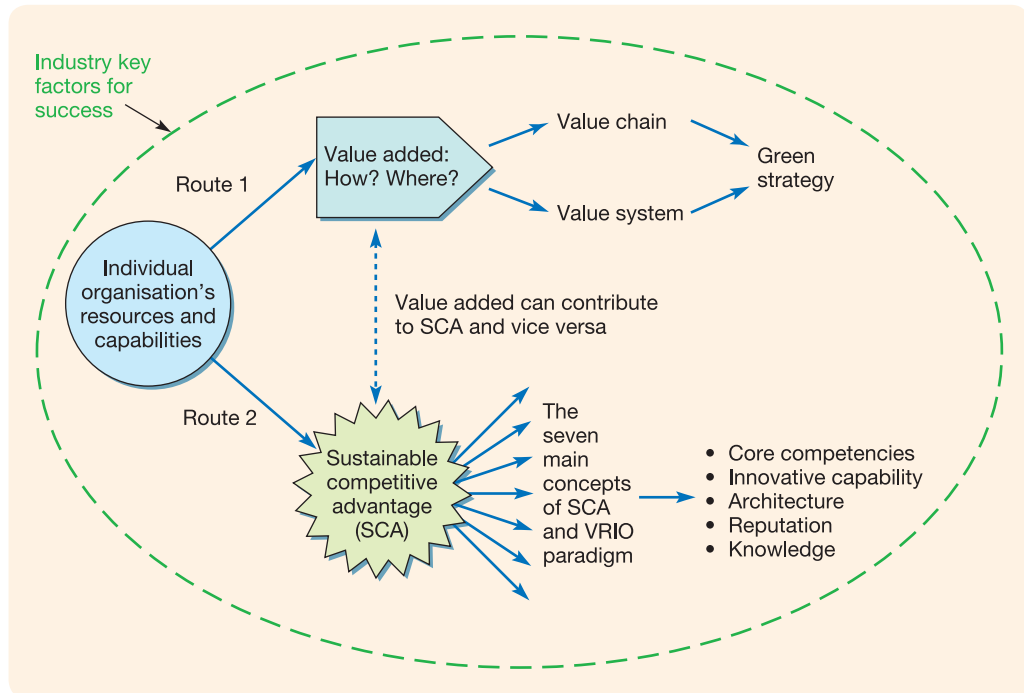 Industry key
factors for
success
Route 1
Value added:
How? Where?
Value chain
Value system
Green
strategy
Individual
organisation's
resources and
capabilities
Value added can contribute
to SCA and vice versa
Route 2
Sustainable
competitive
advantage
(SCA)
The
seven
main
concepts
of SCA
and VRIO
paradigm
• Core competencies
• Innovative capability
• Architecture
• Reputation
• Knowledge